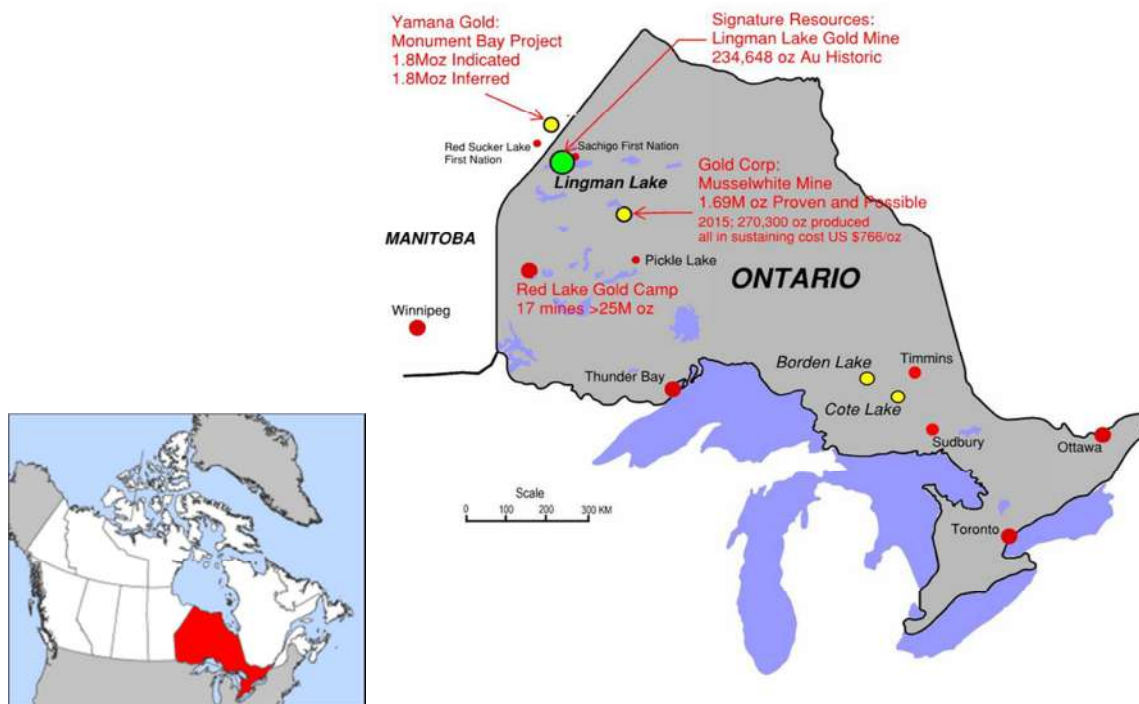 Yamana Gold:
Monument Bay Project
1.8Moz Indicated
1.8Moz Inferred
Signature Resources:
Lingman Lake Gold Mine
234,648 oz Au Historic
Red Sucker Lake
First Nation
Sachigo First Nation
Lingman Lake
Gold Corp:
Musselwhite Mine
1.69M oz Proven and Possible
2015; 270,300 oz produced
all in sustaining cost US $766/oz
MANITOBA
Pickle Lake
ONTARIO
Red Lake Gold Camp
17 mines >25M oz
Winnipeg
Thunder Bay
Borden Lake
Timmins
Cote Lake
Sudbury
Ottawa
Scale
0 100 200 300 KM
Toronto